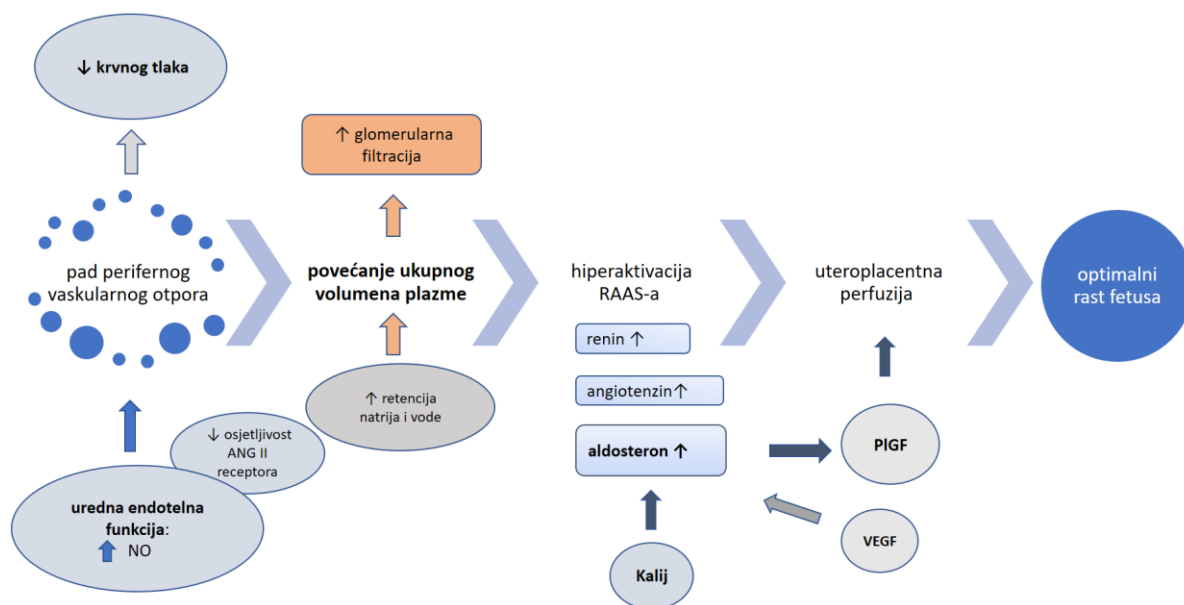 ↓ krvnog tlaka
↑ glomerularna
filtracija
pad perifernog
vaskularnog otpora
povećanje ukupnog
volumena plazme
hiperaktivacija
RAAS-a
uteroplacentna
perfuzija
optimalni
rast fetusa
renin ↑
angiotenzin↑
aldosteron ↑
↑ retencija
natrija i vode
↓ osjetljivost
ANG II
receptora
uredna endotelna
funkcija:
NO
PlGF
VEGF
Kalij